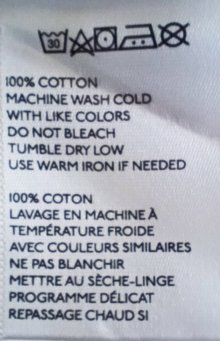 30
100% COTTON
MACHINE WASH COLD
WITH LIKE COLORS
DO NOT BLEACH
TUMBLE DRY LOW
USE WARM IRON IF NEEDED
100% COTON
LAVAGE EN MACHINE À
TEMPÉRATURE FROIDE
AVEC COULEURS SIMILAIRES
NE PAS BLANCHIR
METTRE AU SÈCHE-LINGE
PROGRAMME DÉLICAT
REPASSAGE CHAUD SI